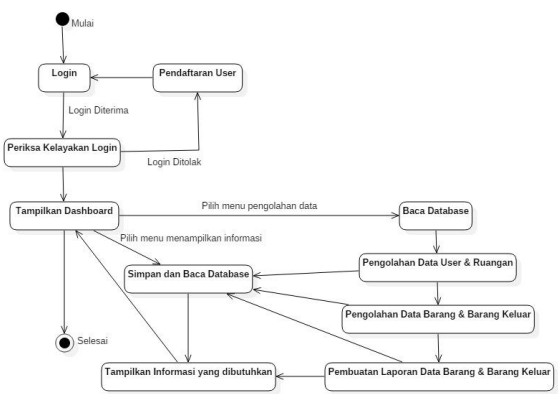 Mulai
Login
Pendaftaran User
Login Diterima
Periksa Kelayakan Login
Login Ditolak
Tampilkan Dashboard
Pilih menu pengolahan data
Baca Database
Pilih menu menampilkan informasi
Pengolahan Data User & Ruangan
Simpan dan Baca Database
Pengolahan Data Barang & Barang Keluar
Selesai
Tampilkan Informasi yang dibutuhkan
Pembuatan Laporan Data Barang & Barang Keluar